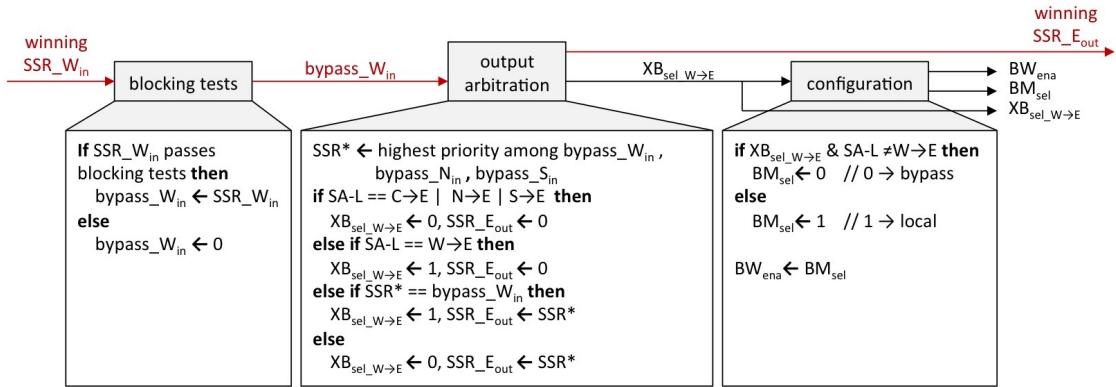 winning
SSR_W_in
blocking tests
bypass_W_in
output
arbitration
XB_sel_W→E
configuration
winning
SSR_E_out
BW_ena
BM_sel
XB_sel_W→E
If SSR_W_in passes
blocking tests then
bypass_W_in ← SSR_W_in
else
bypass_W_in ← 0
SSR* ← highest priority among bypass_W_in ,
bypass_N_in , bypass_S_in
if SA-L == C→E | N→E | S→E then
XB_sel_W→E ← 0, SSR_E_out ← 0
else if SA-L == W→E then
XB_sel_W→E ← 1, SSR_E_out ← 0
else if SSR* == bypass_W_in then
XB_sel_W→E ← 1, SSR_E_out ← SSR*
else
XB_sel_W→E ← 0, SSR_E_out ← SSR*
if XB_sel_W→E & SA-L ≠W→E then
BM_sel ← 0 // 0 → bypass
else
BM_sel ← 1 // 1 → local
BW_ena ← BM_sel